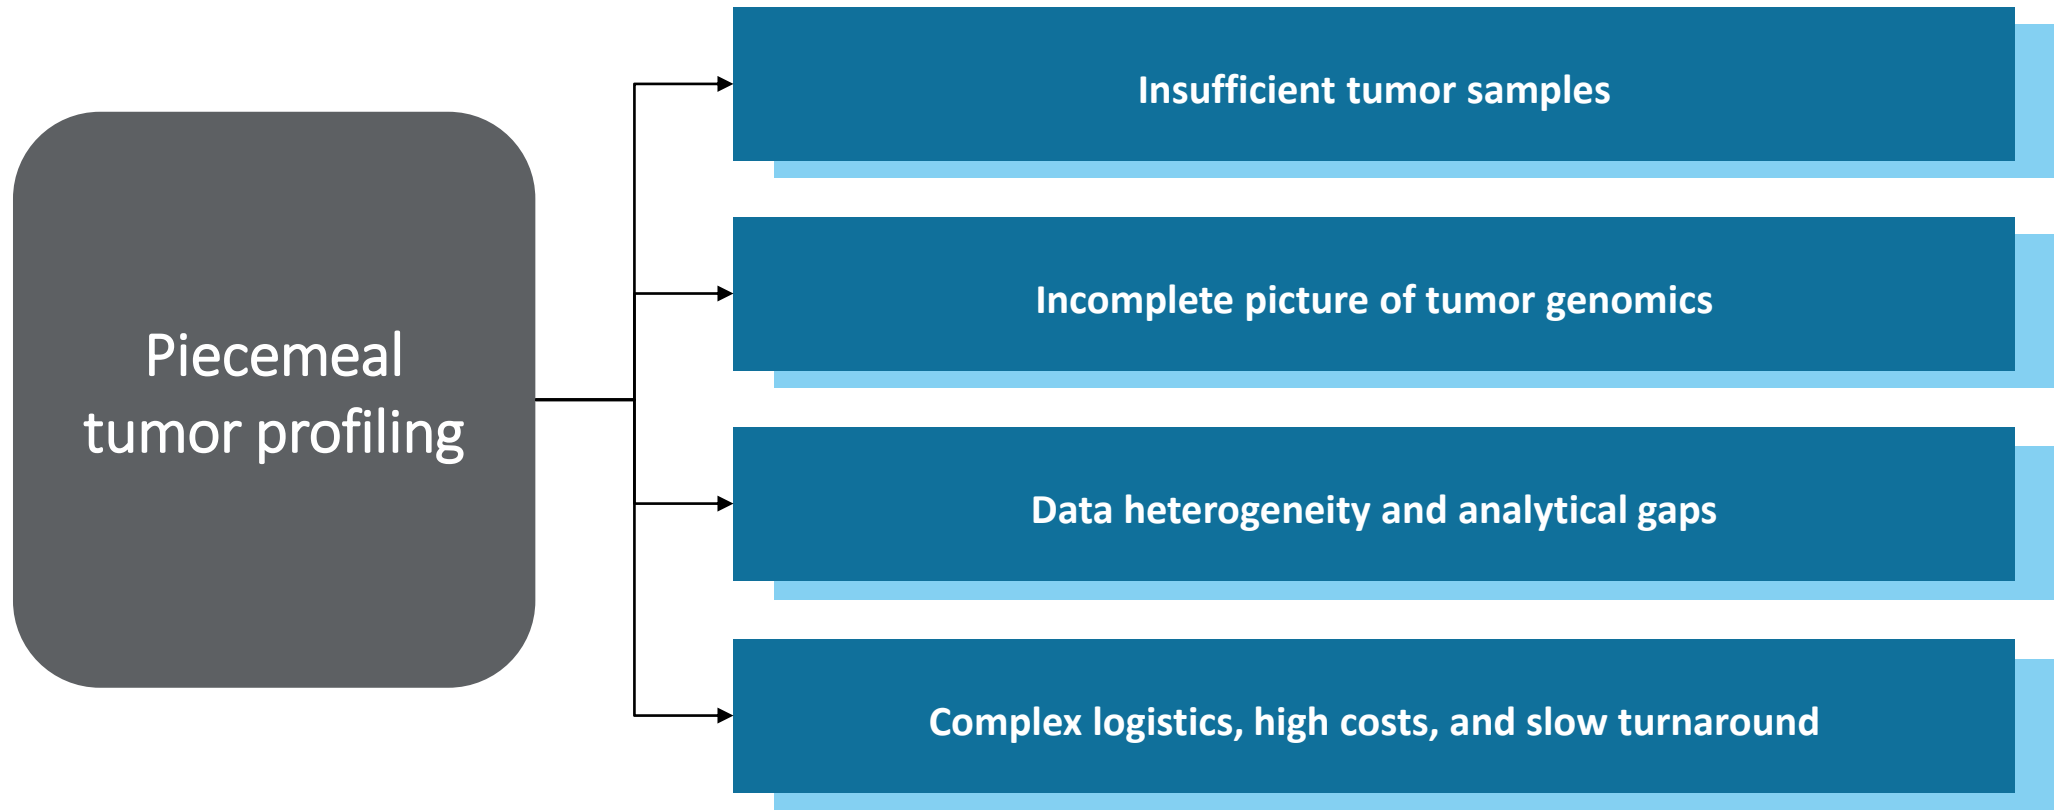 Piecemeal
tumor profiling
Insufficient tumor samples
Incomplete picture of tumor genomics
Data heterogeneity and analytical gaps
Complex logistics, high costs, and slow turnaround